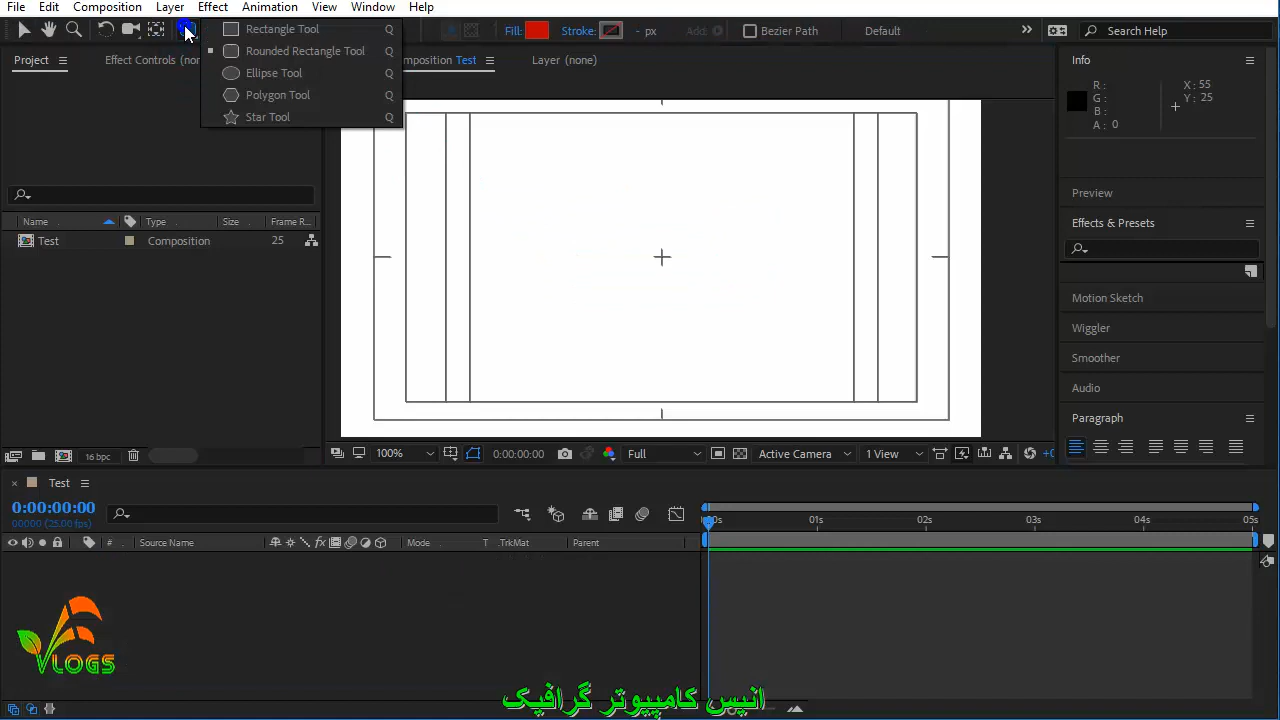 File Edit Composition Layer Effect Animation View Window Help
Fill: Stroke: - px Add: Bezier Path Default Search Help
Rectangle Tool Q
Rounded Rectangle Tool Q
Ellipse Tool Q
Polygon Tool Q
Star Tool Q
Project Effect Controls (non mposition Test Layer (none) Info
R: X: 55
G: Y: 25
B:
A: 0
Preview
Effects & Presets
Name Type Size Frame R...
Test Composition 25
Motion Sketch
Wiggler
Smoother
Audio
Paragraph
16 bpc 100% 0:00:00:00 Full Active Camera 1 View +0
Test
0:00:00:00
00000 (25.00 fps)
00s 01s 02s 03s 04s 05s
# Source Name Mode T .TrkMat Parent
VLOGS
انیس کامپیوتر گرافیک